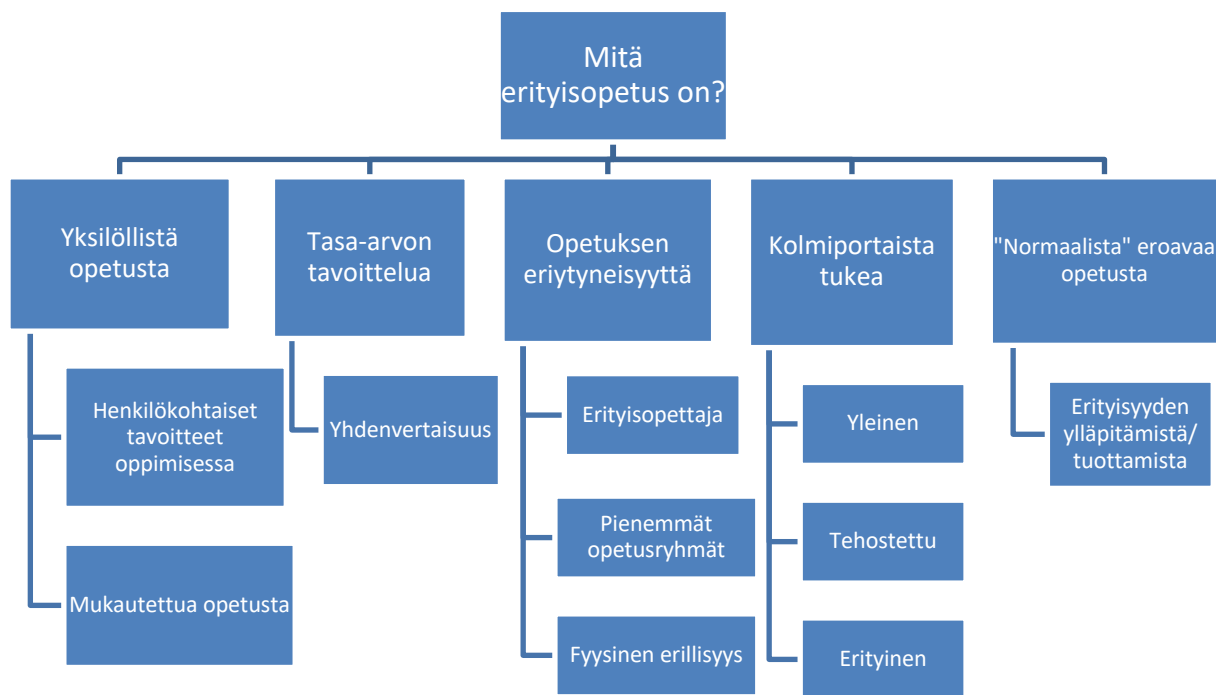 Mitä
erityisopetus on?
Yksilöllistä
opetusta
Henkilökohtaiset
tavoitteet
oppimisessa
Mukautettua opetusta
Tasa-arvon
tavoittelua
Yhdenvertaisuus
Opetuksen
eriytyneisyyttä
Erityisopettaja
Pienemmät
opetusryhmät
Fyysinen erillisyys
Kolmiportaista
tukea
Yleinen
Tehostettu
Erityinen
"Normaalista" eroavaa
opetusta
Erityisyyden
ylläpitämistä/
tuottamista